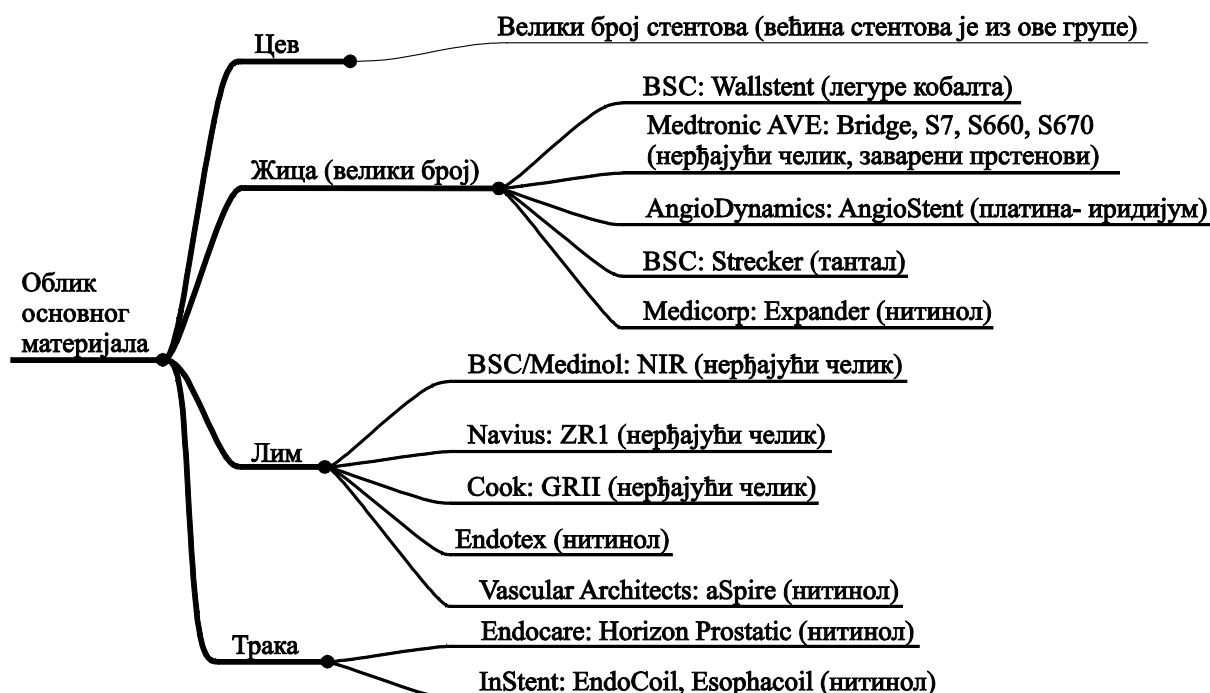 Цев
Велики број стентова (већина стентова је из ове групе)
Жица (велики број)
BSC: Wallstent (легуре кобалта)
Medtronic AVE: Bridge, S7, S660, S670
(нерђајући челик, заварени прстенови)
AngioDynamics: AngioStent (платина- иридијум)
BSC: Strecker (тантал)
Medicorp: Expander (нитинол)
Облик
основног
материјала
Лим
BSC/Medinol: NIR (нерђајући челик)
Navius: ZR1 (нерђајући челик)
Cook: GRII (нерђајући челик)
Endotex (нитинол)
Vascular Architects: aSpire (нитинол)
Трака
Endocare: Horizon Prostatic (нитинол)
InStent: EndoCoil, Esophacoil (нитинол)